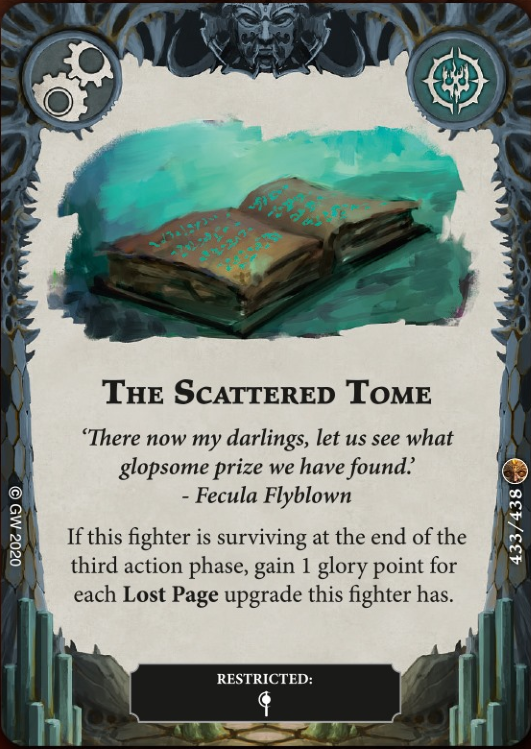 The Scattered Tome
‘There now my darlings, let us see what
glopsome prize we have found.’
- Fecula Flyblown
If this fighter is surviving at the end of the
third action phase, gain 1 glory point for
each Lost Page upgrade this fighter has.
RESTRICTED:
© GW 2020
433/438